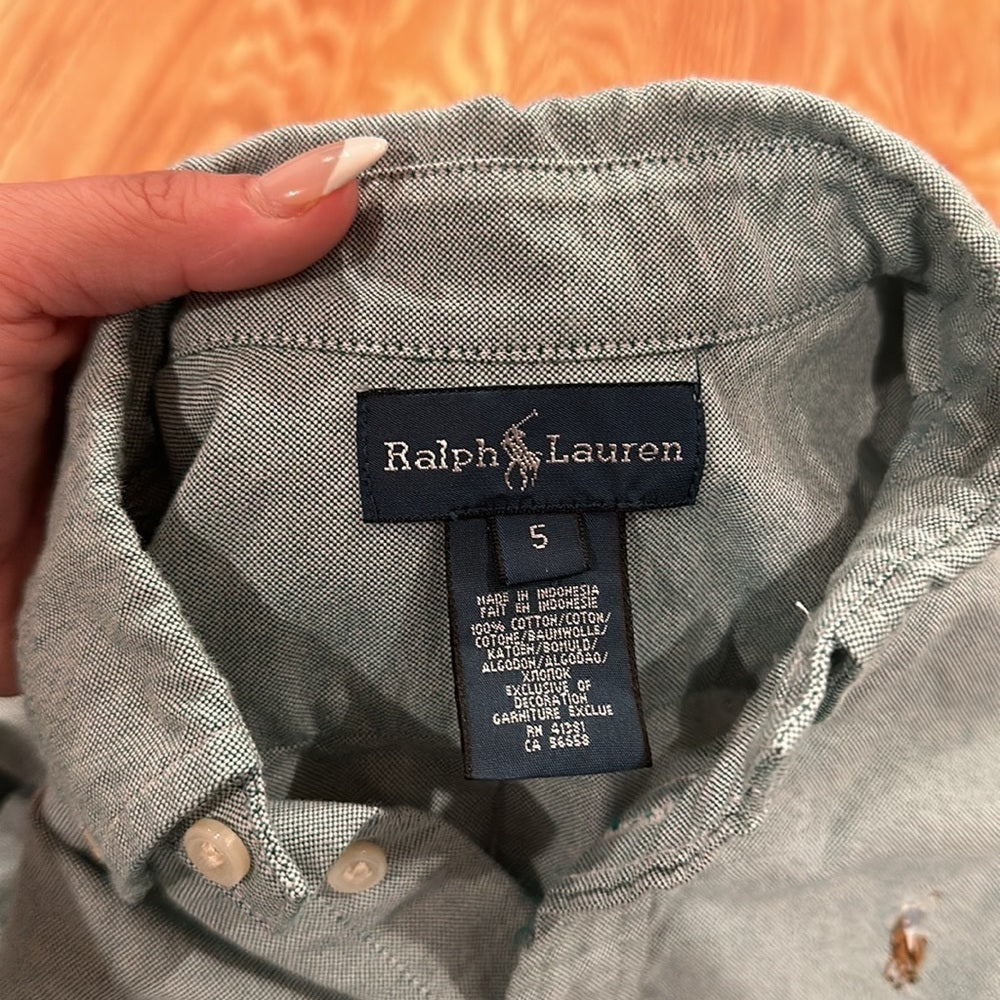 Ralph Lauren
5
MADE IN INDONESIA
FAIT EN INDONESIE
100% COTTON/COTON/
COTONE/BAUMWOLLE/
KATOEN/BOMULD/
ALGODON/ALGODAO/
ХЛОПОК
EXCLUSIVE OF
DECORATION
GARNITURE EXCLUE
RN 41381
CA 56658